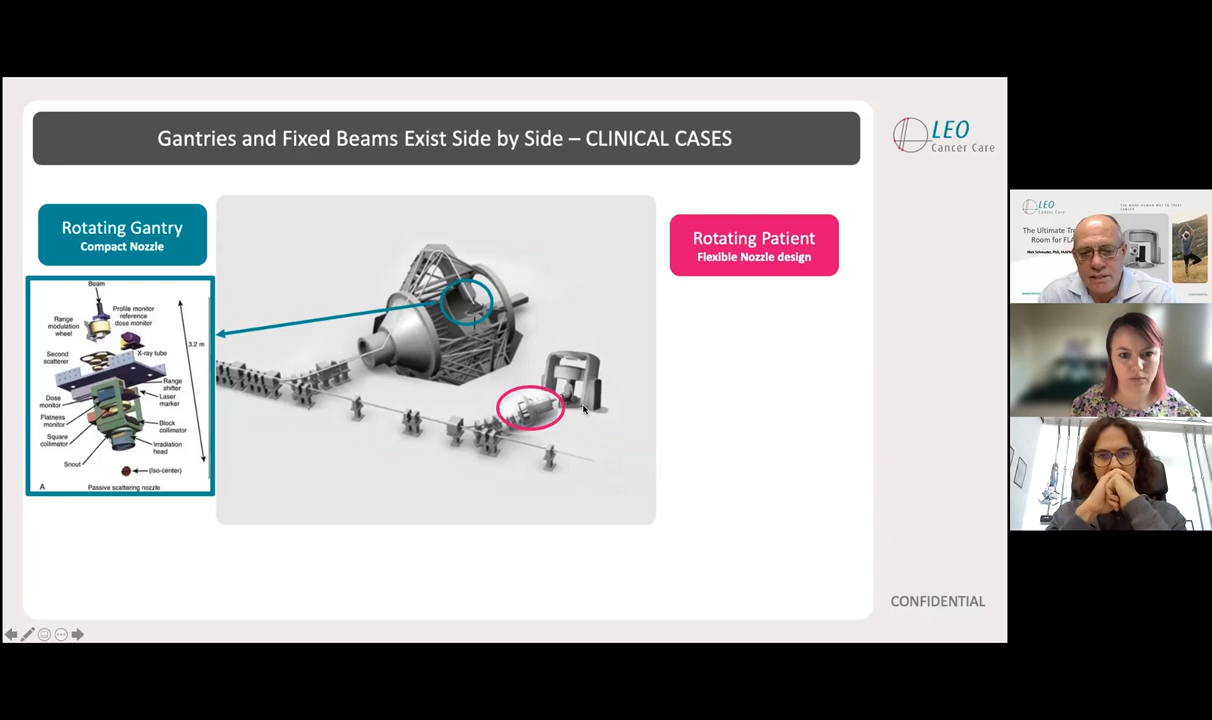 Gantries and Fixed Beams Exist Side by Side – CLINICAL CASES
LEO
Cancer Care
Rotating Gantry
Compact Nozzle
Rotating Patient
Flexible Nozzle design
Beam
Profile monitor
reference
dose monitor
Range
modulation
wheel
3.2 m
Second
scatterer
X-ray tube
Range
shifter
Dose
monitor
Laser
marker
Flatness
monitor
Block
collimator
Square
collimator
Irradiation
head
Snout
(Iso-center)
A
Passive scattering nozzle
CONFIDENTIAL
LEO
Cancer Care
The Ultimate
Room for